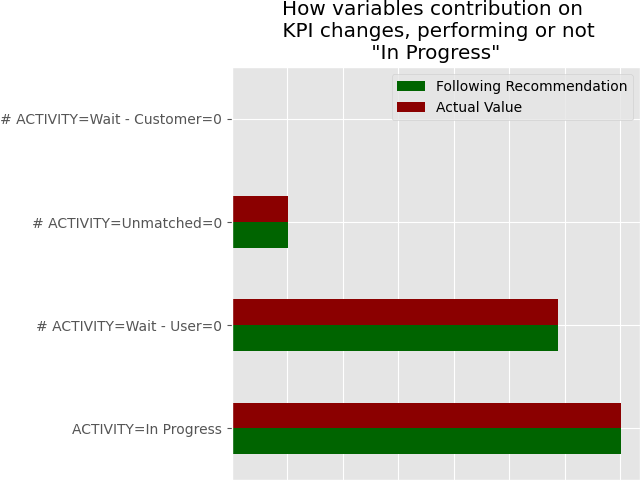 How variables contribution on
KPI changes, performing or not
"In Progress"
Following Recommendation
Actual Value
# ACTIVITY=Wait - Customer=0
# ACTIVITY=Unmatched=0
# ACTIVITY=Wait - User=0
ACTIVITY=In Progress